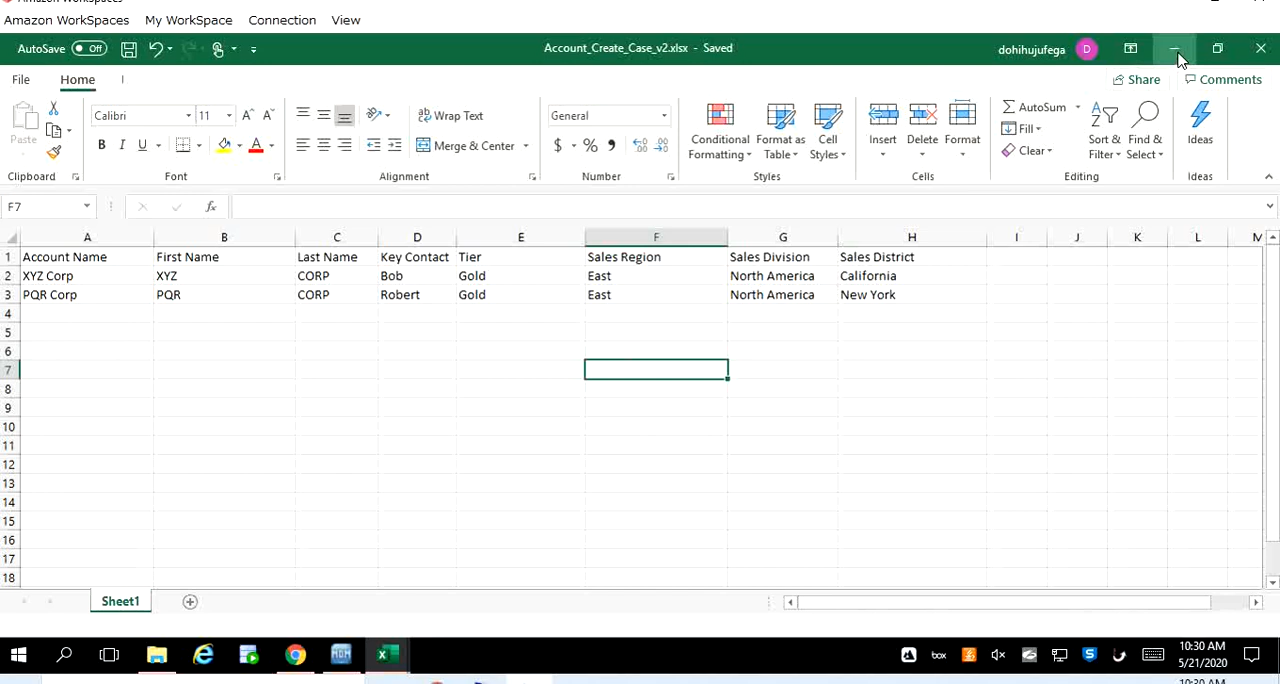 Amazon WorkSpaces
Amazon WorkSpaces My WorkSpace Connection View
AutoSave Off Account_Create_Case_v2.xlsx - Saved dohihujufega D
File Home Share Comments
Calibri 11 Wrap Text General AutoSum
Paste B I U Merge & Center $ % Conditional Formatting Format as Table Cell Styles Insert Delete Format Fill Clear Sort & Filter Find & Select Ideas
Clipboard Font Alignment Number Styles Cells Editing Ideas
F7 fx
A B C D E F G H I J K L M
1 Account Name First Name Last Name Key Contact Tier Sales Region Sales Division Sales District
2 XYZ Corp XYZ CORP Bob Gold East North America California
3 PQR Corp PQR CORP Robert Gold East North America New York
4
5
6
7
8
9
10
11
12
13
14
15
16
17
18
Sheet1
MDM box 10:30 AM
5/21/2020
10:30 AM